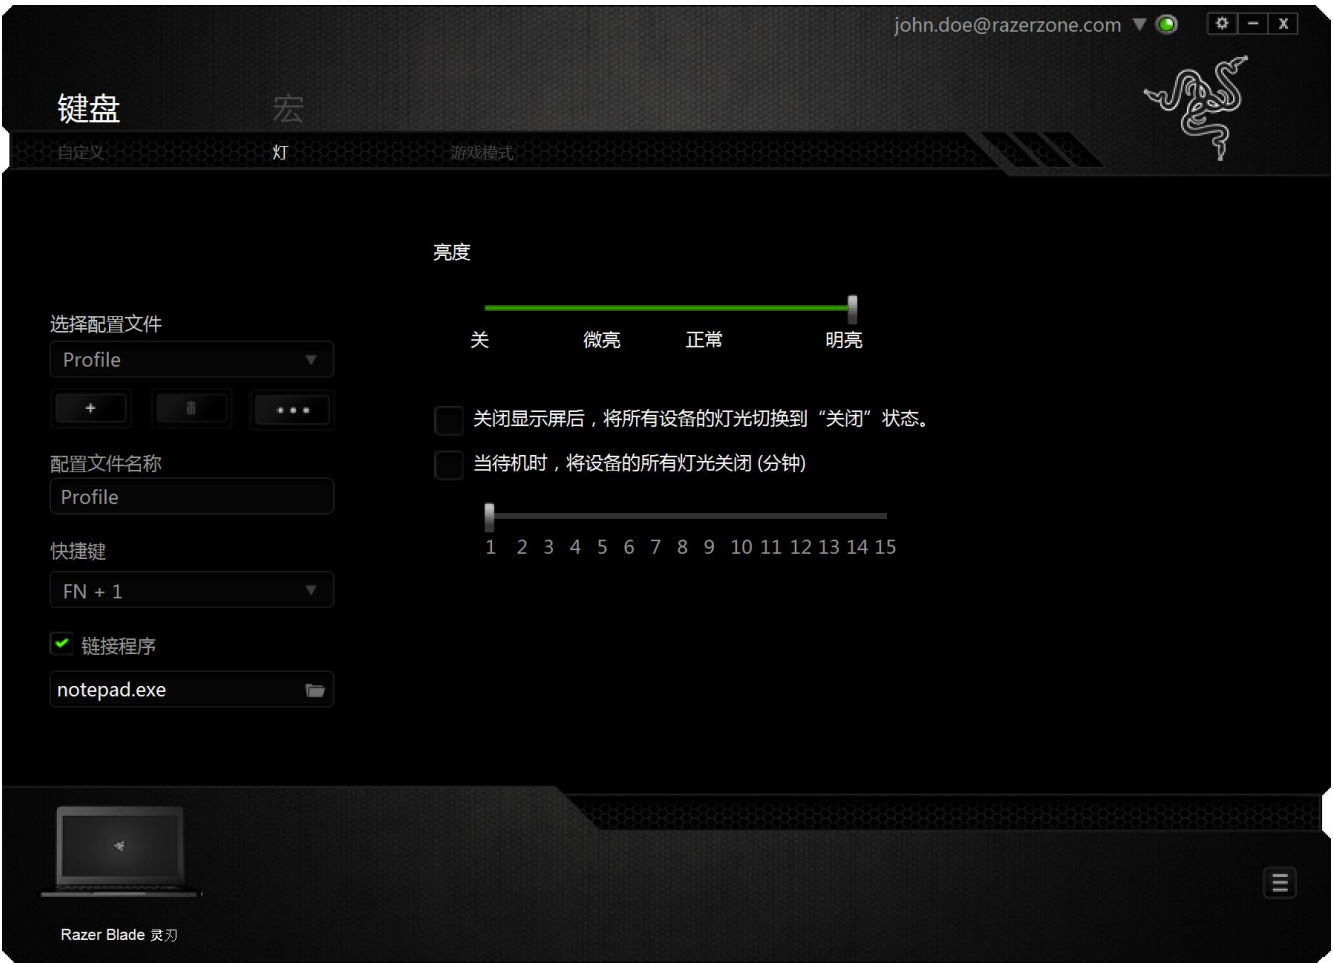 john.doe@razerzone.com
键盘
宏
自定义
灯
游戏模式
亮度
关 微亮 正常 明亮
选择配置文件
Profile
配置文件名称
Profile
快捷键
FN + 1
链接程序
notepad.exe
关闭显示屏后，将所有设备的灯光切换到“关闭”状态。
当待机时，将设备的所有灯光关闭 (分钟)
1 2 3 4 5 6 7 8 9 10 11 12 13 14 15
Razer Blade 灵刃